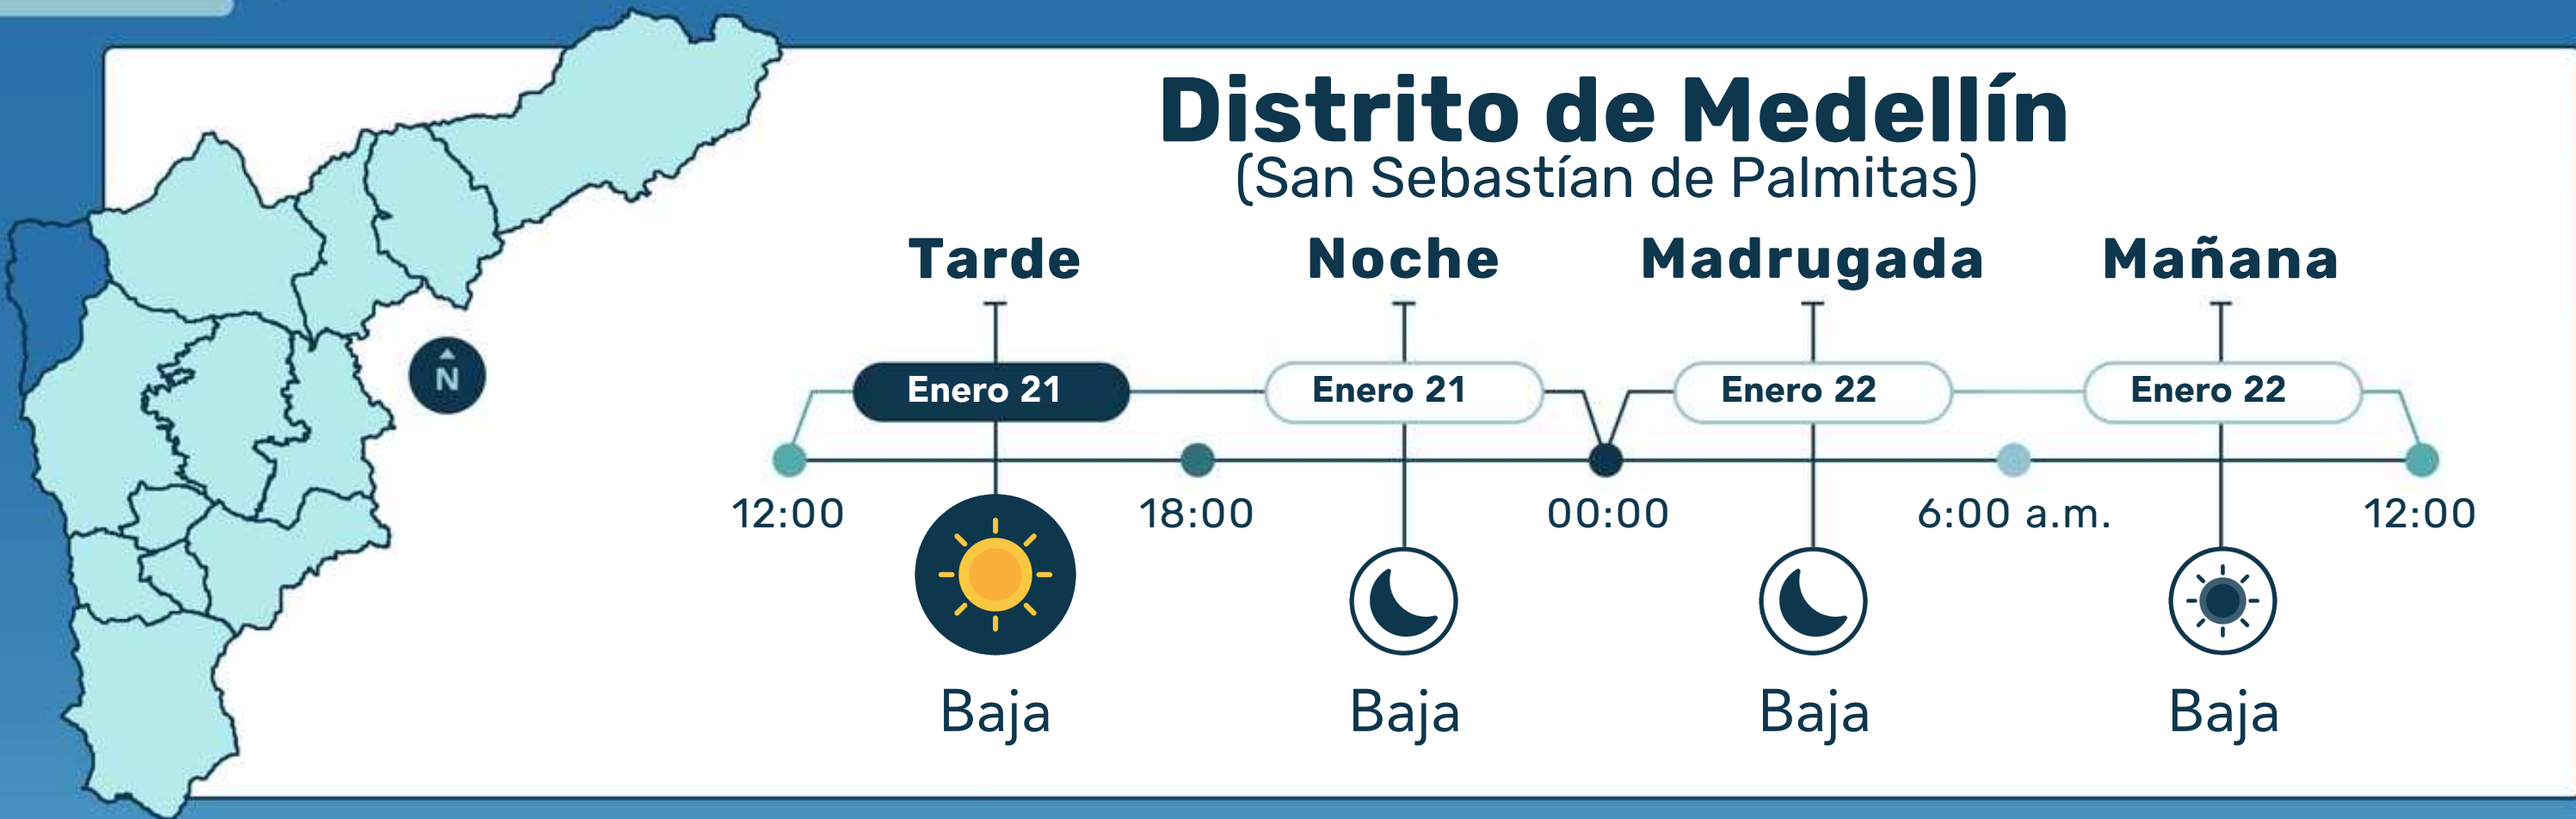 Distrito de Medellín
(San Sebastían de Palmitas)
Tarde Noche Madrugada Mañana
Enero 21 Enero 21 Enero 22 Enero 22
N
12:00 18:00 00:00 6:00 a.m. 12:00
Baja Baja Baja Baja